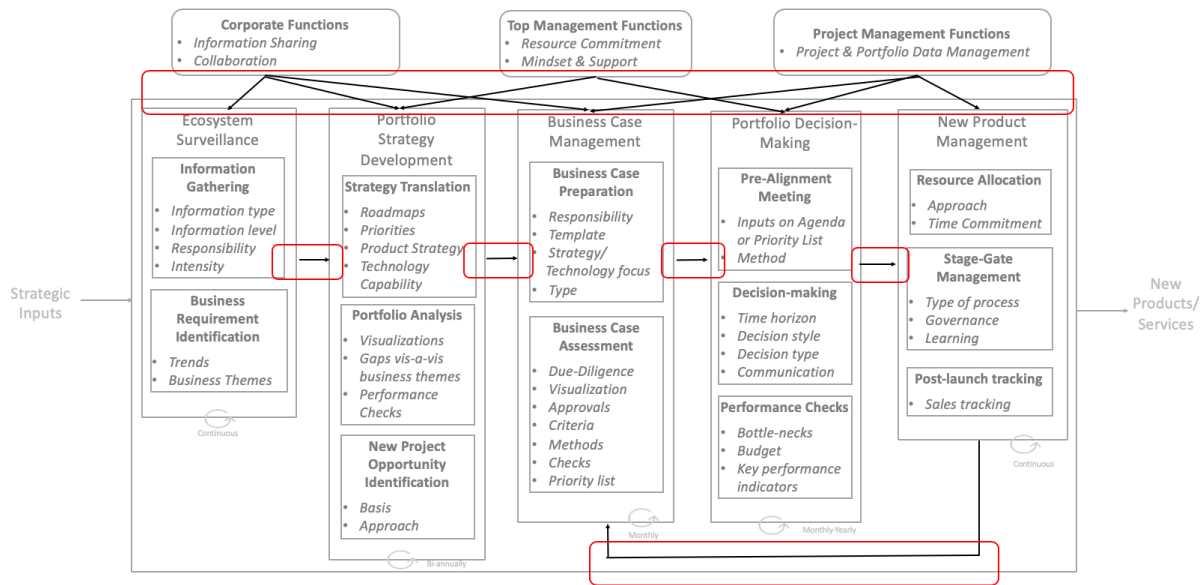 Corporate Functions
• Information Sharing
• Collaboration
Top Management Functions
• Resource Commitment
• Mindset & Support
Project Management Functions
• Project & Portfolio Data Management
Strategic
Inputs
Ecosystem
Surveillance
Information
Gathering
• Information type
• Information level
• Responsibility
• Intensity
Business
Requirement
Identification
• Trends
• Business Themes
Continuous
Portfolio
Strategy
Development
Strategy Translation
• Roadmaps
• Priorities
• Product Strategy
• Technology
Capability
Portfolio Analysis
• Visualizations
• Gaps vis-a-vis
business themes
• Performance
Checks
New Project
Opportunity
Identification
• Basis
• Approach
Bi-annually
Business Case
Management
Business Case
Preparation
• Responsibility
• Template
• Strategy/
Technology focus
• Type
Business Case
Assessment
• Due-Diligence
• Visualization
• Approvals
• Criteria
• Methods
• Checks
• Priority list
Monthly
Portfolio Decision-
Making
Pre-Alignment
Meeting
• Inputs on Agenda
or Priority List
• Method
Decision-making
• Time horizon
• Decision style
• Decision type
• Communication
Performance Checks
• Bottle-necks
• Budget
• Key performance
indicators
Monthly-Yearly
New Product
Management
Resource Allocation
• Approach
• Time Commitment
Stage-Gate
Management
• Type of process
• Governance
• Learning
Post-launch tracking
• Sales tracking
Continuous
New
Products/
Services